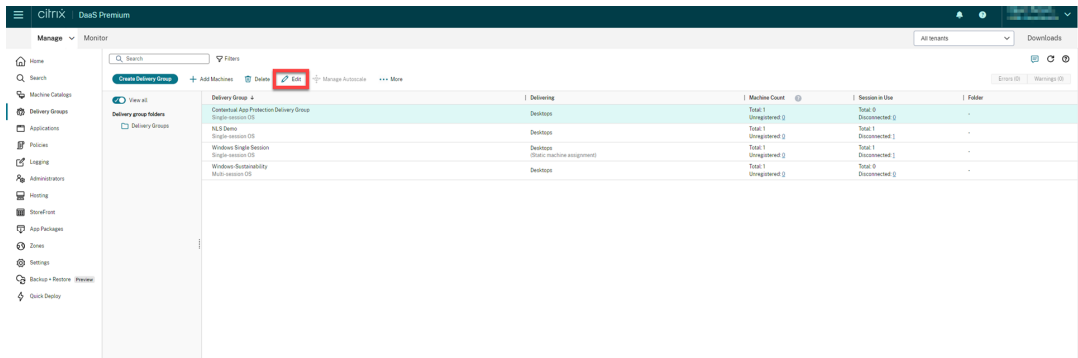 citrix | DaaS Premium
Manage Monitor All tenants Downloads
Home
Search
Machine Catalogs
Delivery Groups
Applications
Policies
Logging
Administrators
Hosting
StoreFront
App Packages
Zones
Settings
Backup + Restore Preview
Quick Deploy
Search Filters
Create Delivery Group Add Machines Delete Edit Manage Autoscale More Errors (0) Warnings (0)
View all
Delivery group folders
Delivery Groups
Delivery Group ↓ Delivering Machine Count Session in Use Folder
Contextual App Protection Delivery Group Desktops Total: 1 Total: 0 -
Single-session OS Unregistered: 0 Disconnected: 0
NLS Demo Desktops Total: 1 Total: 1 -
Single-session OS Unregistered: 0 Disconnected: 1
Windows Single Session Desktops Total: 1 Total: 1 -
Single-session OS (Static machine assignment) Unregistered: 0 Disconnected: 1
Windows-Sustainability Desktops Total: 1 Total: 0 -
Multi-session OS Unregistered: 0 Disconnected: 0